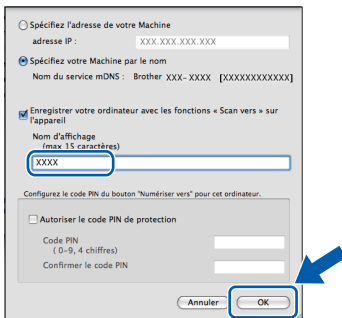 Spécifiez l'adresse de votre Machine
adresse IP : XXX.XXX.XXX.XXX
Spécifiez votre Machine par le nom
Nom du service mDNS : Brother XXX-XXXX [XXXXXXXXXXXX]
Enregistrer votre ordinateur avec les fonctions « Scan vers » sur
l'appareil
Nom d'affichage
(max 15 caractères)
XXXX
Configurez le code PIN du bouton "Numériser vers" pour cet ordinateur.
Autoriser le code PIN de protection
Code PIN
( 0-9, 4 chiffres)
Confirmer le code PIN
Annuler OK